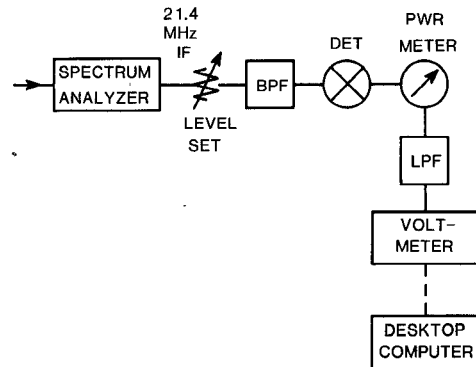 21.4
MHz
IF
PWR
METER
DET
SPECTRUM
ANALYZER
LEVEL
SET
BPF
LPF
VOLT-
METER
DESKTOP
COMPUTER